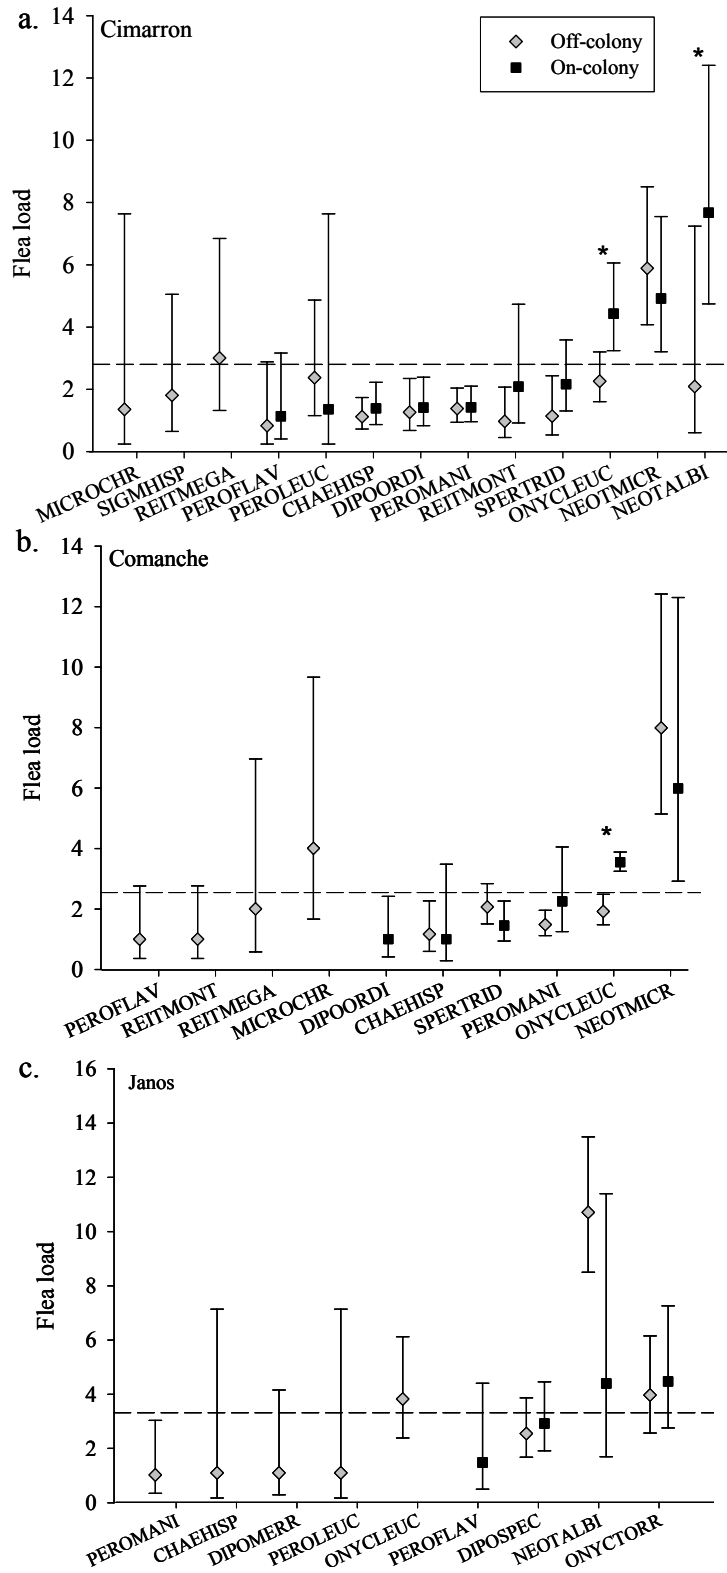 a.
Cimarron
Off-colony
On-colony
*
*
Flea load
14
12
10
8
6
4
2
0
MICROCHR
SIGMHISP
REITMEGA
PEROFLAV
PEROLEUC
CHAEHISP
DIPOORDI
PEROMANI
REITMONT
SPERTRID
ONYCLEUC
NEOTMICR
NEOTALBI
b.
Comanche
*
Flea load
14
12
10
8
6
4
2
0
PEROFLAV
REITMONT
REITMEGA
MICROCHR
DIPOORDI
CHAEHISP
SPERTRID
PEROMANI
ONYCLEUC
NEOTMICR
c.
Janos
Flea load
16
14
12
10
8
6
4
2
0
PEROMANI
CHAEHISP
DIPOMERR
PEROLEUC
ONYCLEUC
PEROFLAV
DIPOSPEC
NEOTALBI
ONYCTORR